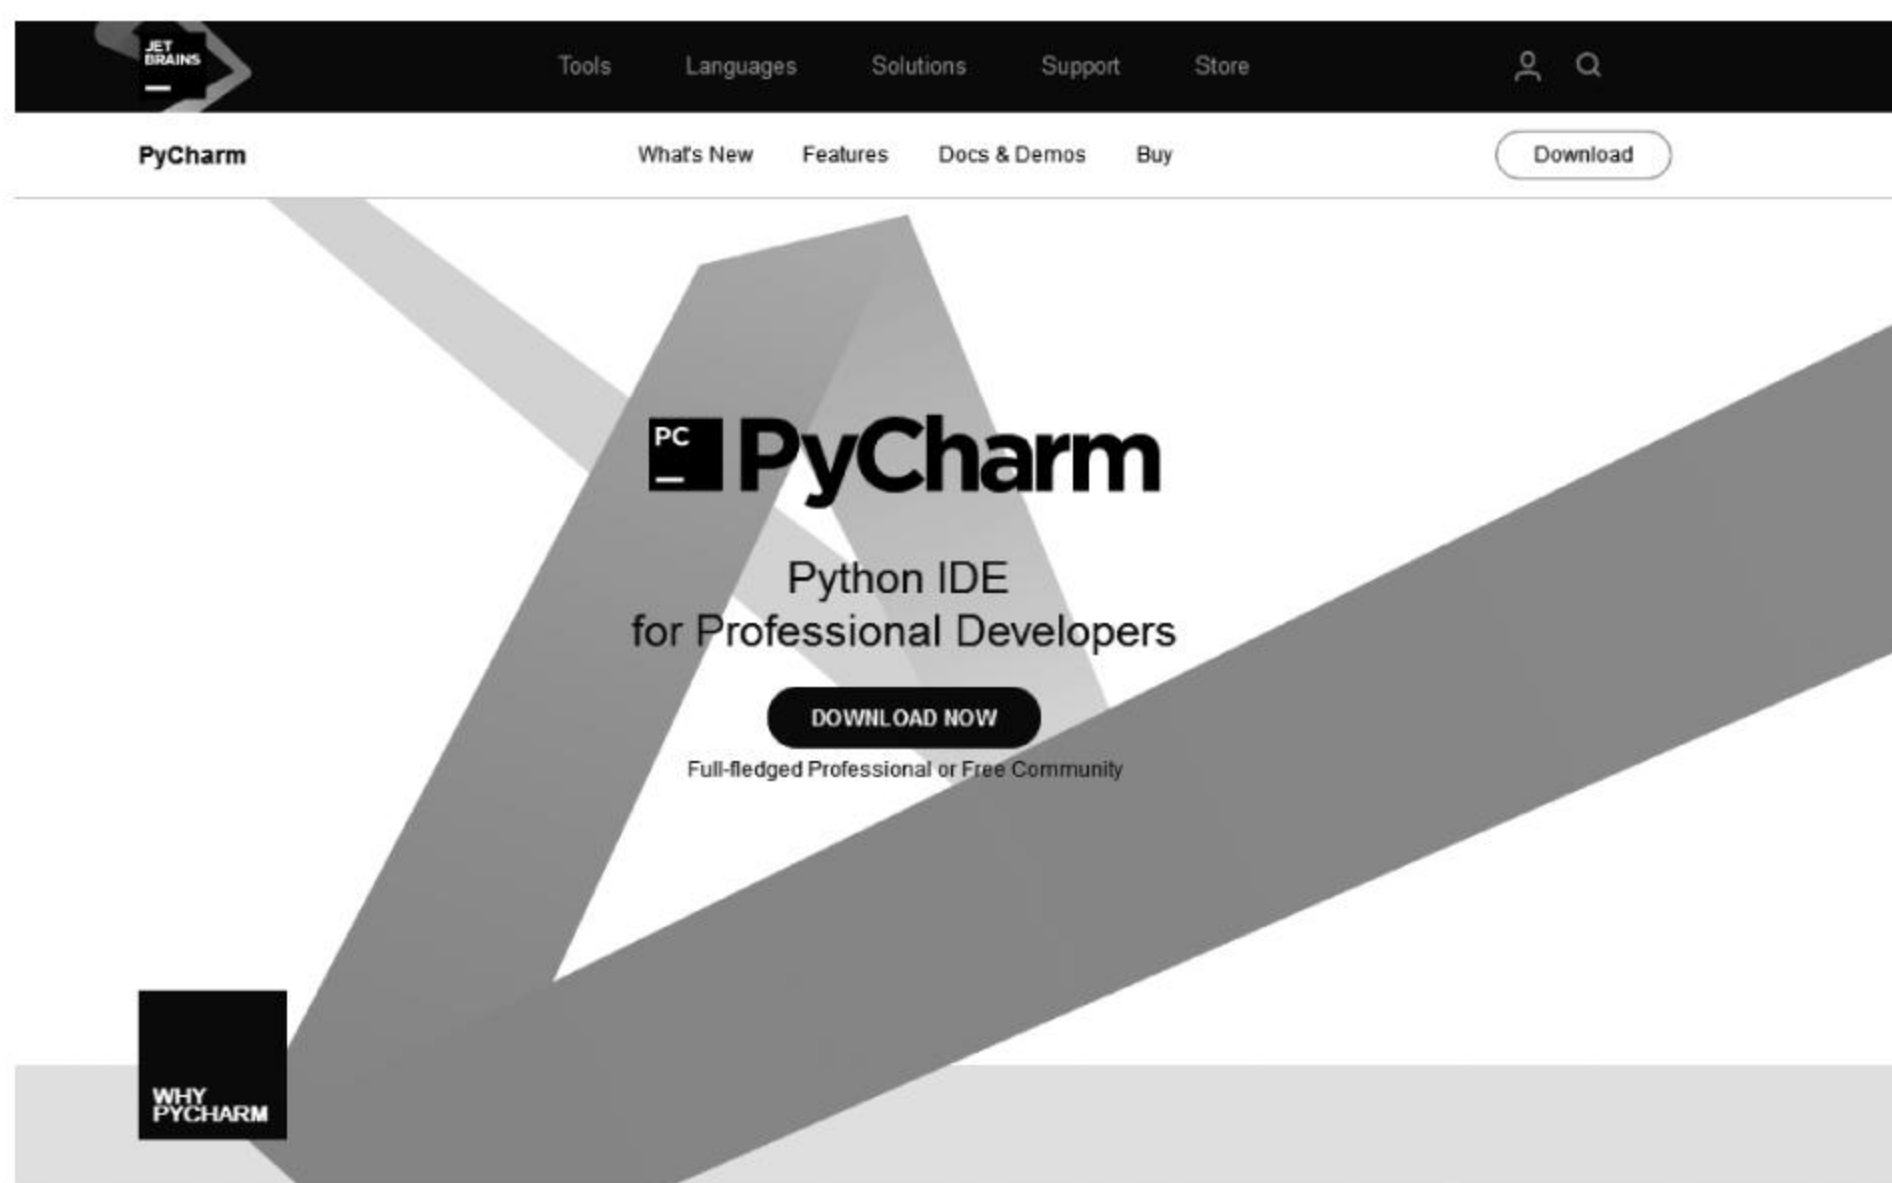 JET
BRAINS
Tools Languages Solutions Support Store
PyCharm What's New Features Docs & Demos Buy Download
PC PyCharm
Python IDE
for Professional Developers
DOWNLOAD NOW
Full-fledged Professional or Free Community
WHY
PYCHARM